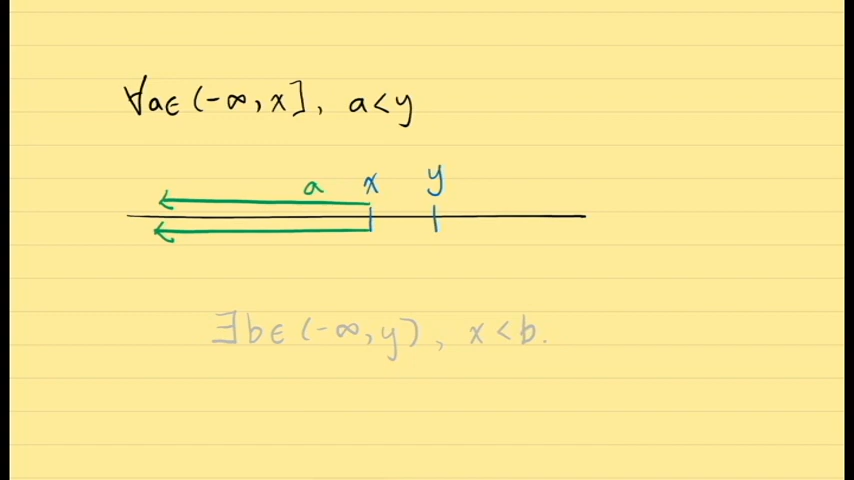 ∀a∈ (-∞, x], a<y
a x y
∃b∈ (-∞, y), x<b.